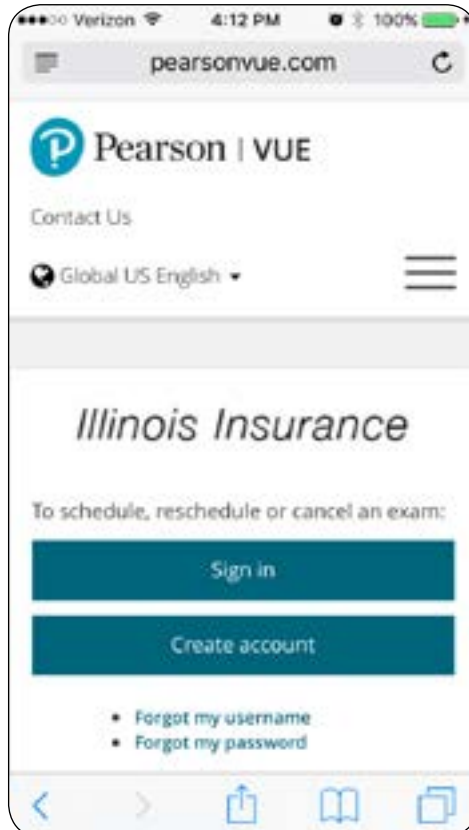 Verizon 4:12 PM 100%
pearsonvue.com
Pearson | VUE
Contact Us
Global US English
Illinois Insurance
To schedule, reschedule or cancel an exam:
Sign in
Create account
Forgot my username
Forgot my password